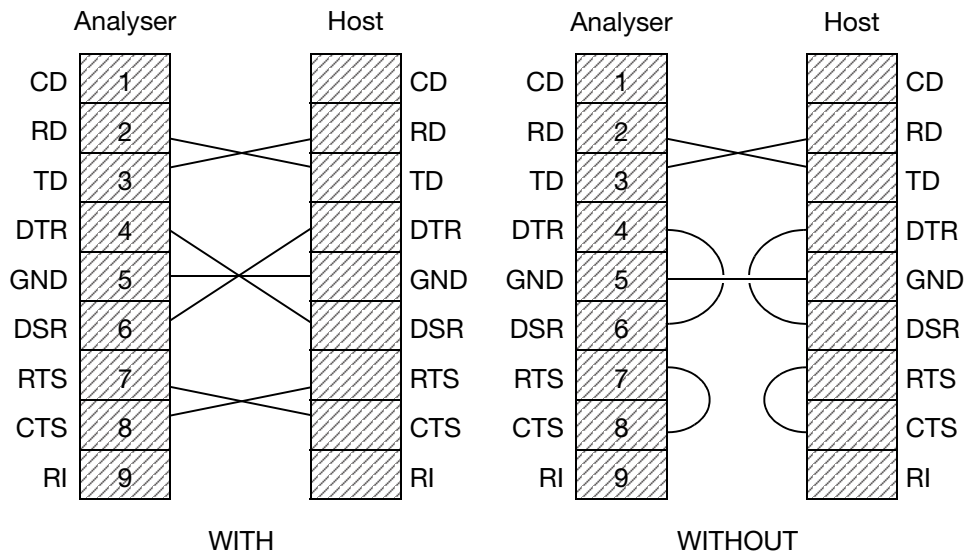 Analyser Host Analyser Host
CD 1 CD CD 1 CD
RD 2 RD RD 2 RD
TD 3 TD TD 3 TD
DTR 4 DTR DTR 4 DTR
GND 5 GND GND 5 GND
DSR 6 DSR DSR 6 DSR
RTS 7 RTS RTS 7 RTS
CTS 8 CTS CTS 8 CTS
RI 9 RI RI 9 RI
WITH WITHOUT